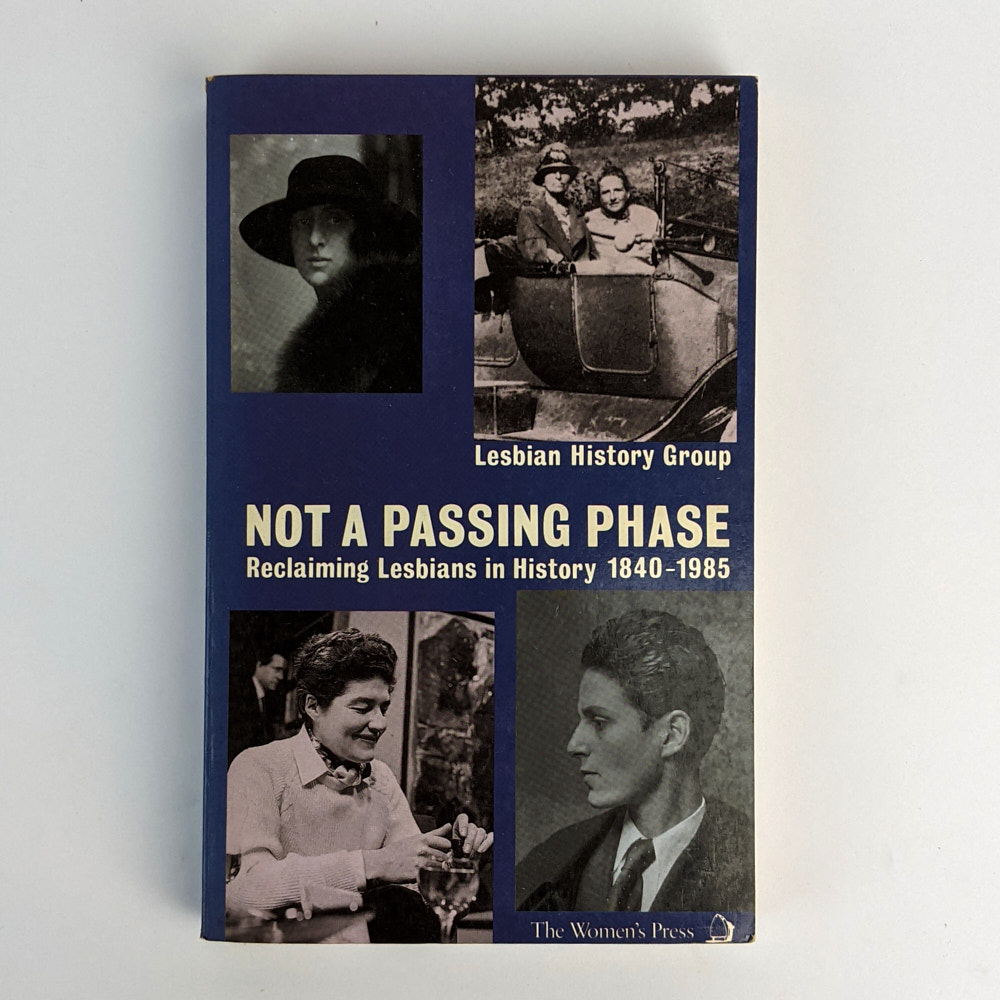 Lesbian History Group
NOT A PASSING PHASE
Reclaiming Lesbians in History 1840-1985
The Women's Press